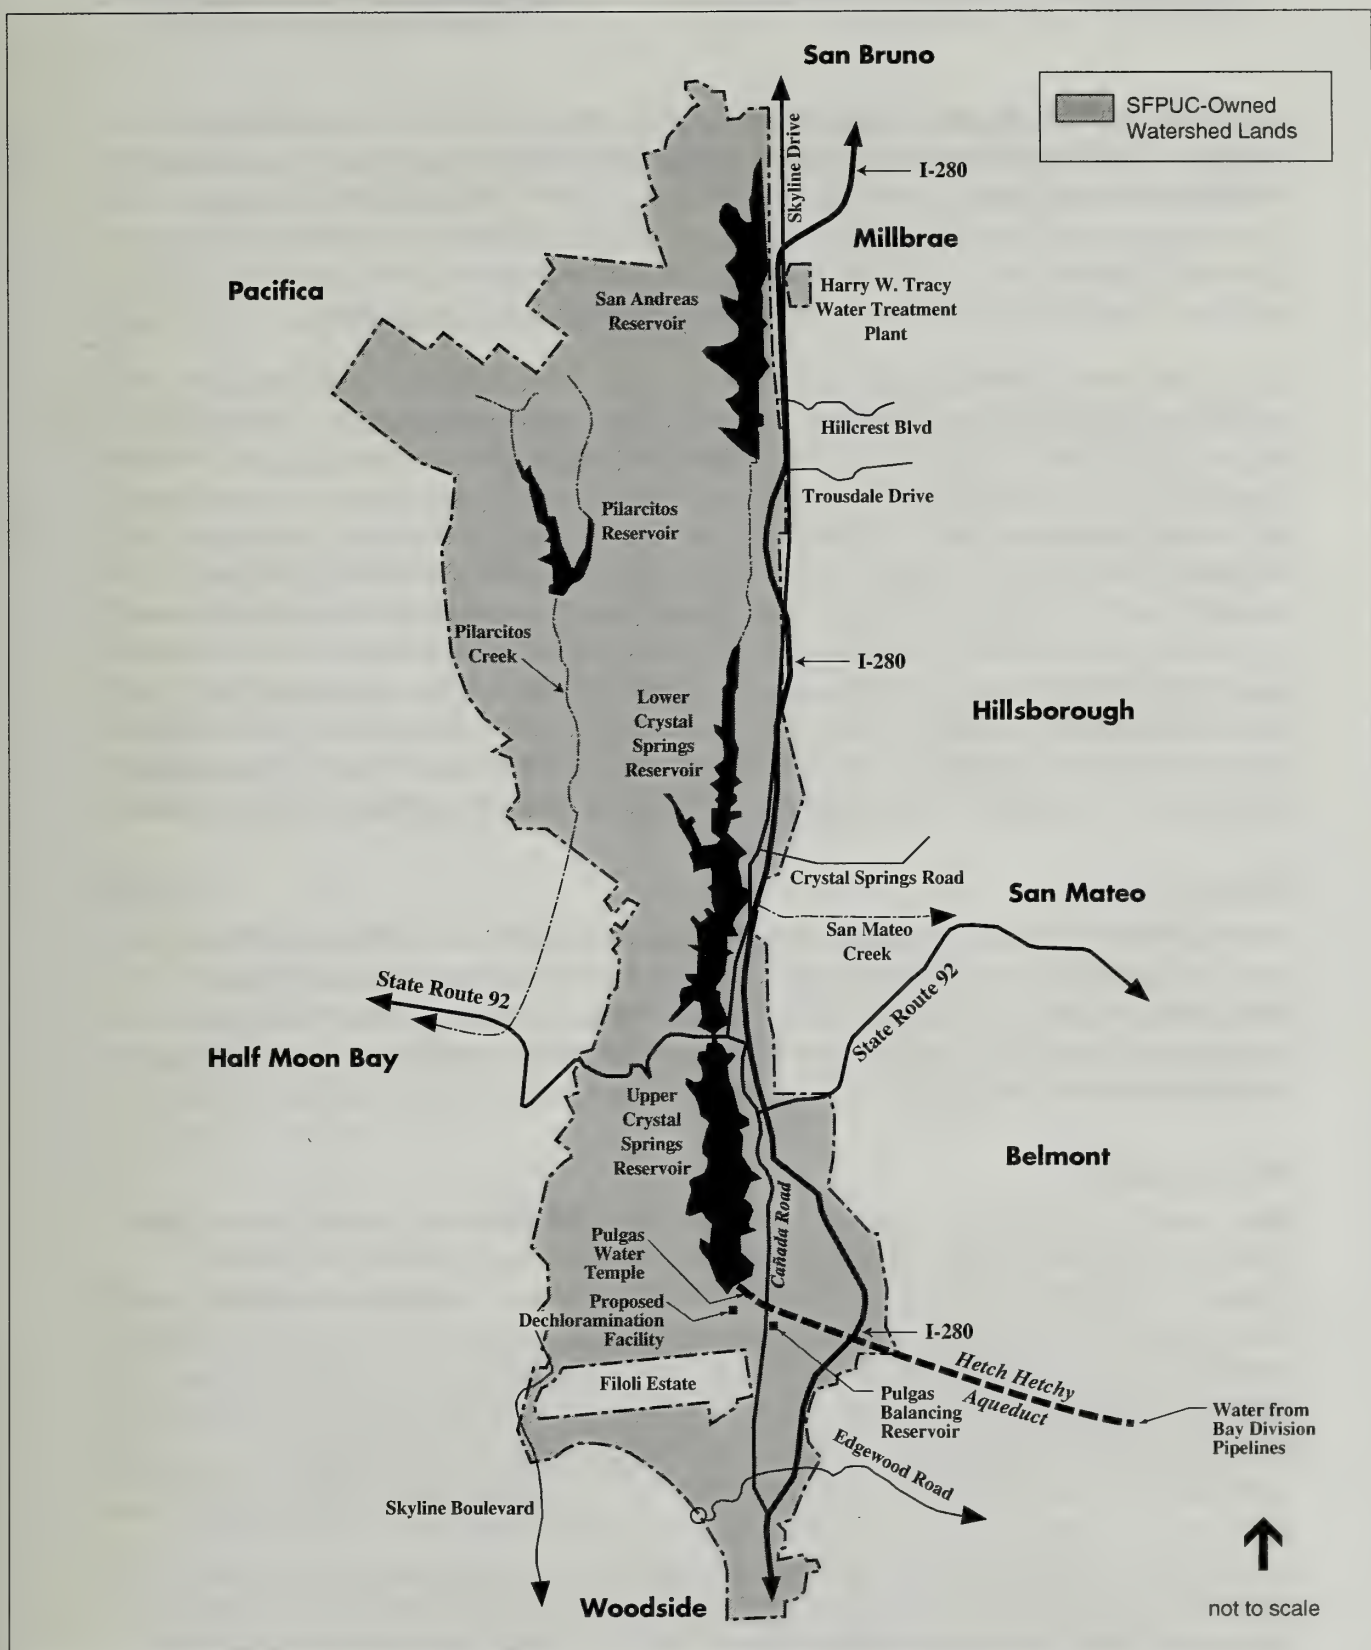 San Bruno
SFPUC-Owned
Watershed Lands
Skyline Drive
I-280
Millbrae
Pacifica
San Andreas
Reservoir
Harry W. Tracy
Water Treatment
Plant
Hillcrest Blvd
Trousdale Drive
Pilarcitos
Reservoir
Pilarcitos
Creek
I-280
Lower
Crystal
Springs
Reservoir
Hillsborough
Crystal Springs Road
San Mateo
San Mateo
Creek
State Route 92
State Route 92
Half Moon Bay
Upper
Crystal
Springs
Reservoir
Belmont
Cañada Road
Pulgas
Water
Temple
Proposed
Dechloramination
Facility
I-280
Hetch Hetchy
Aqueduct
Filoli Estate
Pulgas
Balancing
Reservoir
Water from
Bay Division
Pipelines
Edgewood Road
Skyline Boulevard
Woodside
not to scale